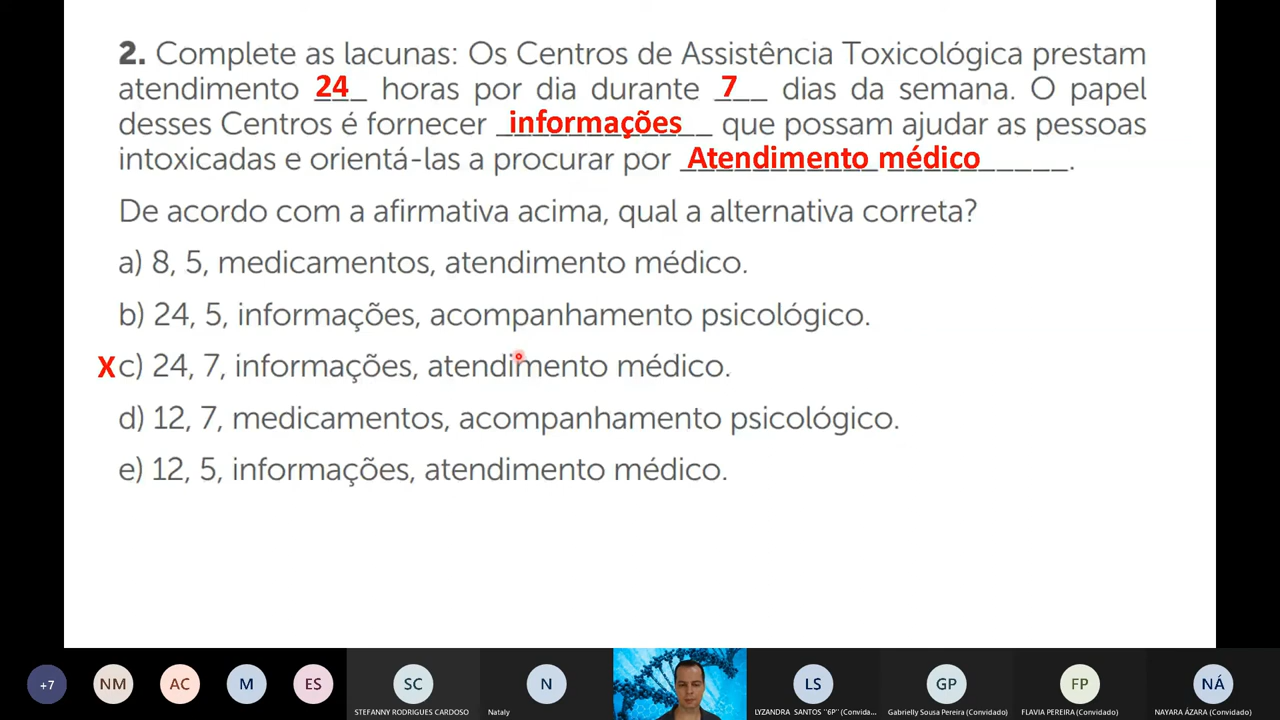 2. Complete as lacunas: Os Centros de Assistência Toxicológica prestam
atendimento 24 horas por dia durante 7 dias da semana. O papel
desses Centros é fornecer informações que possam ajudar as pessoas
intoxicadas e orientá-las a procurar por Atendimento médico.
De acordo com a afirmativa acima, qual a alternativa correta?
a) 8, 5, medicamentos, atendimento médico.
b) 24, 5, informações, acompanhamento psicológico.
X c) 24, 7, informações, atendimento médico.
d) 12, 7, medicamentos, acompanhamento psicológico.
e) 12, 5, informações, atendimento médico.
+7 NM AC M ES SC N LS GP FP NÁ
STEFANNY RODRIGUES CARDOSO Nataly LYZANDRA SANTOS "6P" (Convida... Gabrielly Sousa Pereira (Convidado) FLAVIA PEREIRA (Convidado) NAYARA ÁZARA (Convidado)